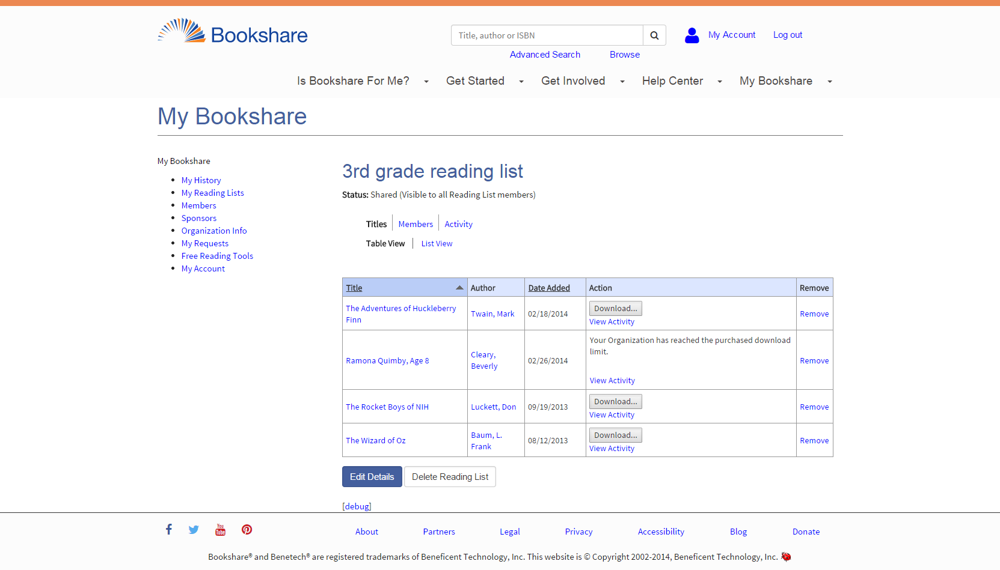 Bookshare
Title, author or ISBN
My Account
Log out
Advanced Search
Browse
Is Bookshare For Me?
Get Started
Get Involved
Help Center
My Bookshare
My Bookshare
My Bookshare
My History
My Reading Lists
Members
Sponsors
Organization Info
My Requests
Free Reading Tools
My Account
3rd grade reading list
Status: Shared (Visible to all Reading List members)
Titles Members Activity
Table View List View
Title Author Date Added Action Remove
The Adventures of Huckleberry
Finn
Twain, Mark
02/18/2014
Download...
View Activity
Remove
Ramona Quimby, Age 8
Cleary,
Beverly
02/26/2014
Your Organization has reached the purchased download
limit.
View Activity
Remove
The Rocket Boys of NIH
Luckett, Don
09/19/2013
Download...
View Activity
Remove
The Wizard of Oz
Baum, L.
Frank
08/12/2013
Download...
View Activity
Remove
Edit Details
Delete Reading List
[debug]
You
Tube
About
Partners
Legal
Privacy
Accessibility
Blog
Donate
Bookshare® and Benetech® are registered trademarks of Beneficent Technology, Inc. This website is © Copyright 2002-2014, Beneficent Technology, Inc.